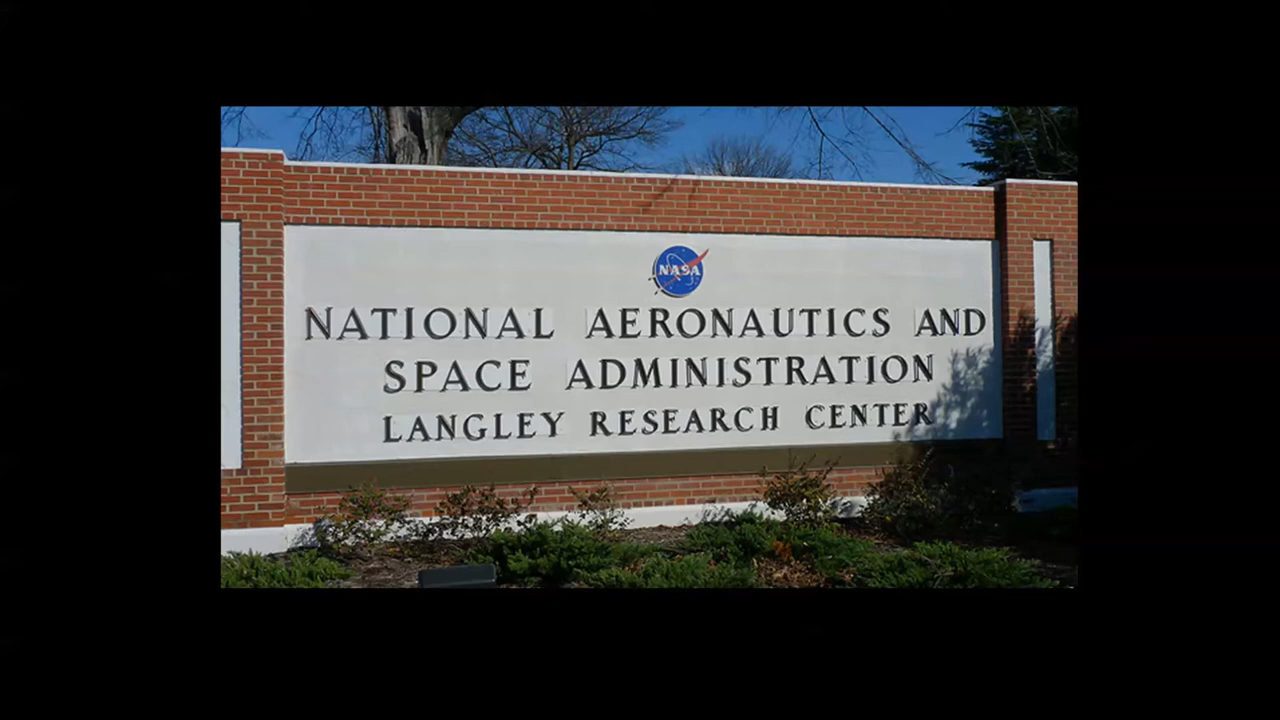 NASA
NATIONAL AERONAUTICS AND
SPACE ADMINISTRATION
LANGLEY RESEARCH CENTER